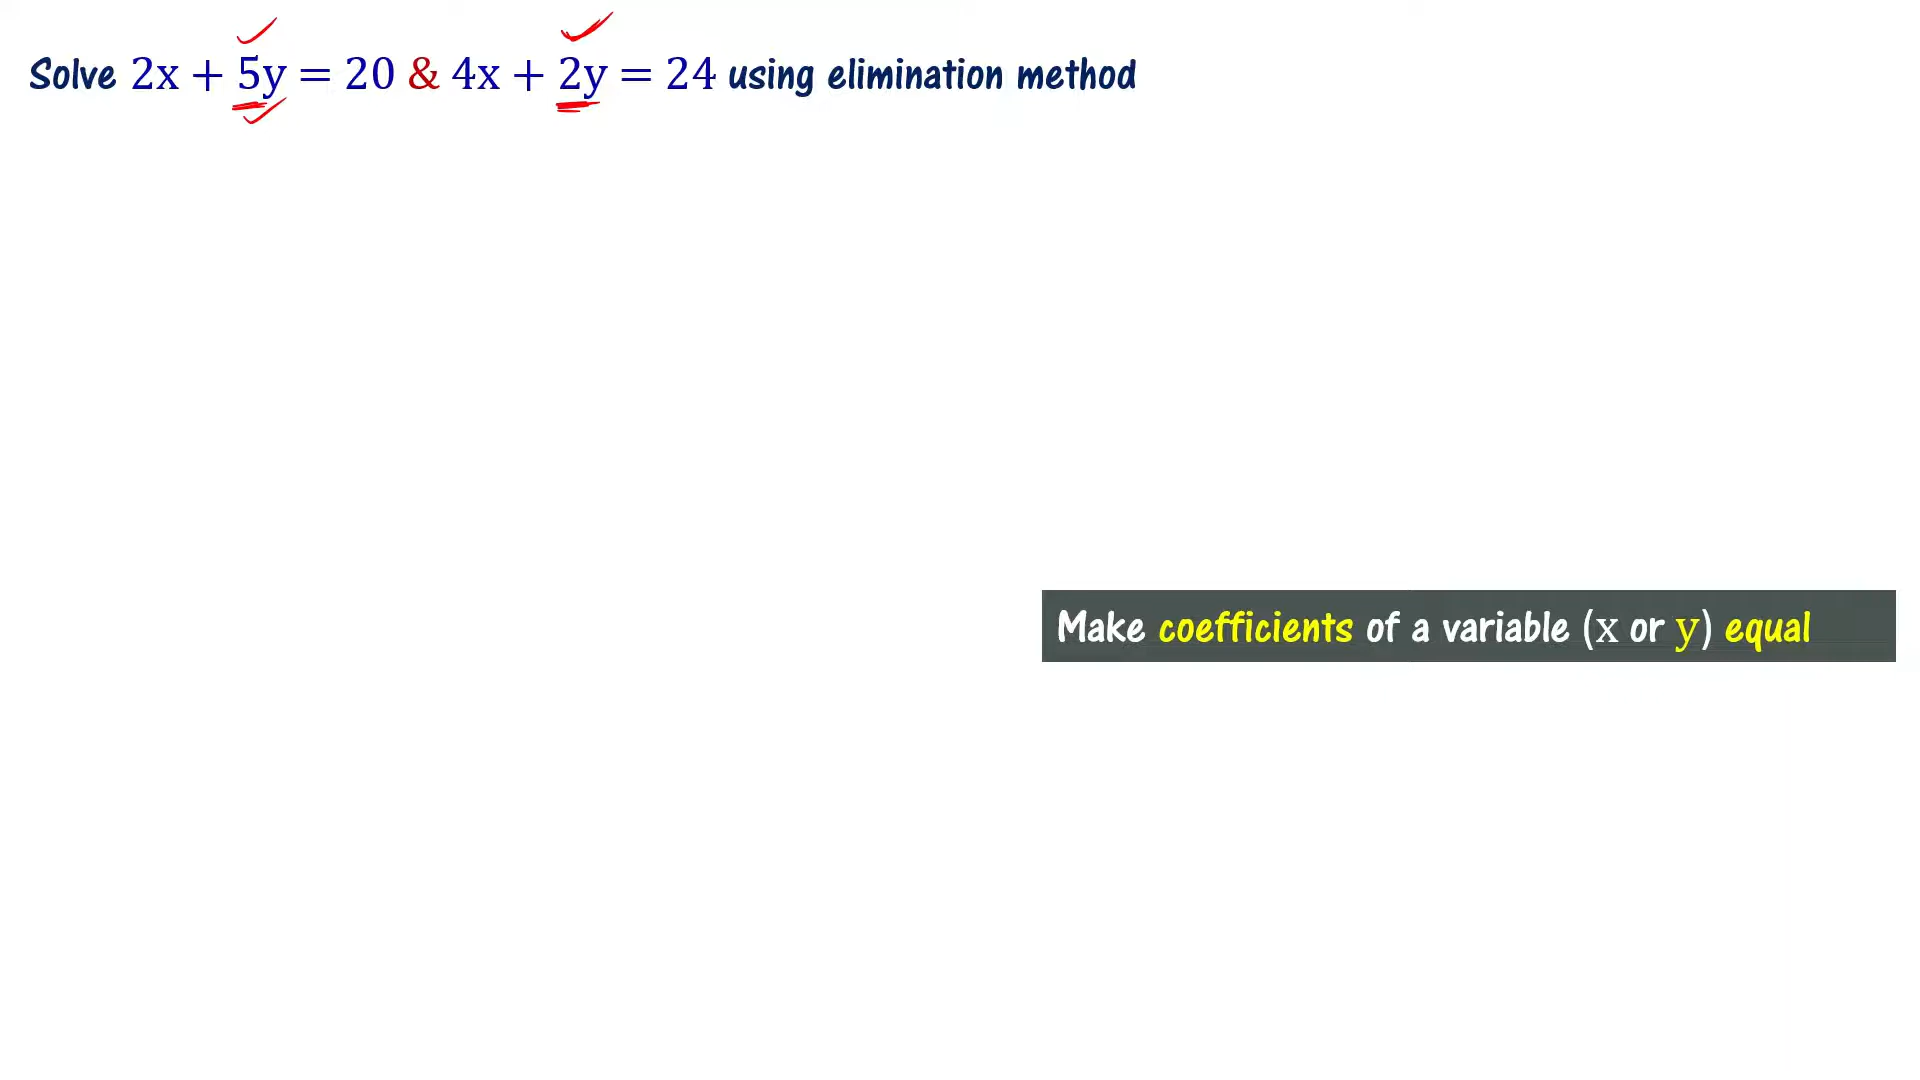 Solve 2x + 5y = 20 & 4x + 2y = 24 using elimination method
Make coefficients of a variable (x or y) equal